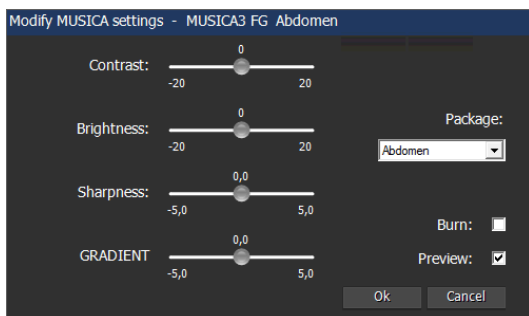 Modify MUSICA settings - MUSICA3 FG Abdomen
0
Contrast:
-20 20
0
Brightness:
-20 20
Package:
Abdomen
0,0
Sharpness:
-5,0 5,0
Burn:
0,0
GRADIENT
Preview:
-5,0 5,0
Ok Cancel